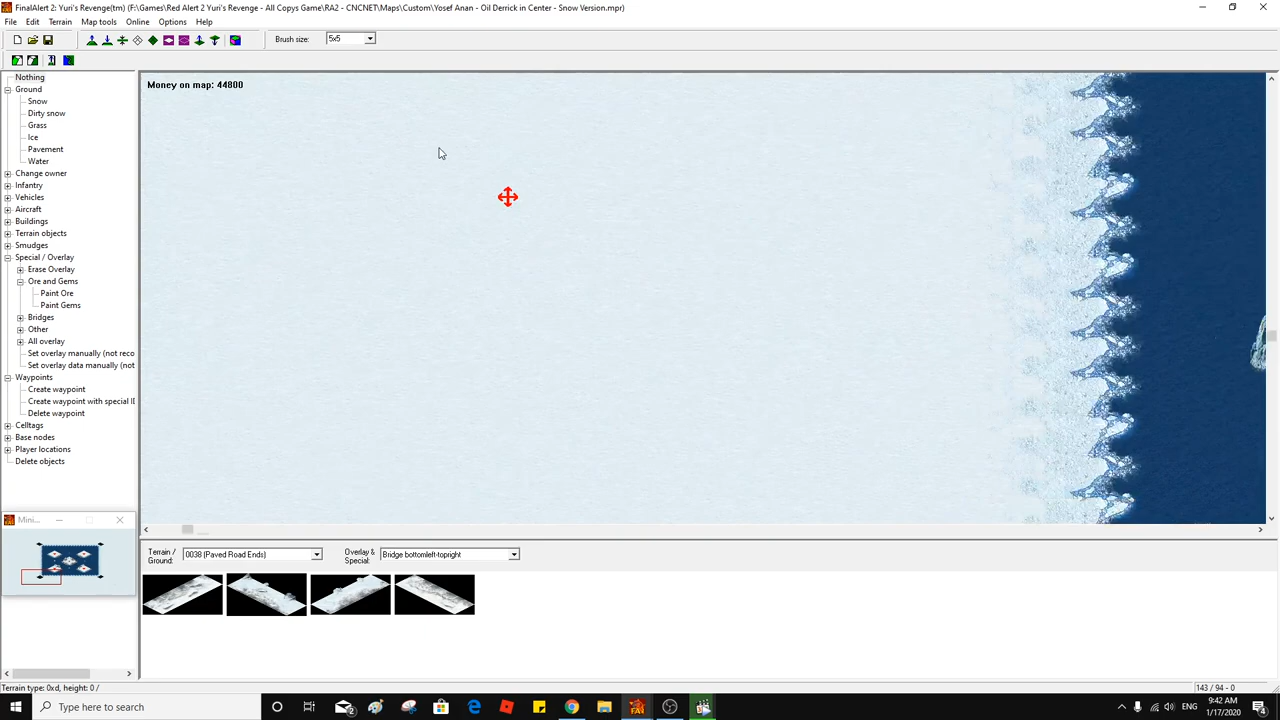 FinalAlert 2: Yuri's Revenge(tm) (F:\Games\Red Alert 2 Yuri's Revenge - All Copys Game\RA2 - CNCNET\Maps\Custom\Yosef Anan - Oil Derrick in Center - Snow Version.mpr)
File Edit Terrain Map tools Online Options Help
Brush size: 5x5
Nothing
Money on map: 44800
Ground
Snow
Dirty snow
Grass
Ice
Pavement
Water
Change owner
Infantry
Vehicles
Aircraft
Buildings
Terrain objects
Smudges
Special / Overlay
Erase Overlay
Ore and Gems
Paint Ore
Paint Gems
Bridges
Other
All overlay
Set overlay manually (not reco
Set overlay data manually (not
Waypoints
Create waypoint
Create waypoint with special ID
Delete waypoint
Celltags
Base nodes
Player locations
Delete objects
Mini...
Terrain / Ground: 0038 (Paved Road Ends) Overlay & Special: Bridge bottomleft-topright
Terrain type: 0xd, height: 0 /
143 / 94 - 0
Type here to search
ENG
9:42 AM
1/17/2020